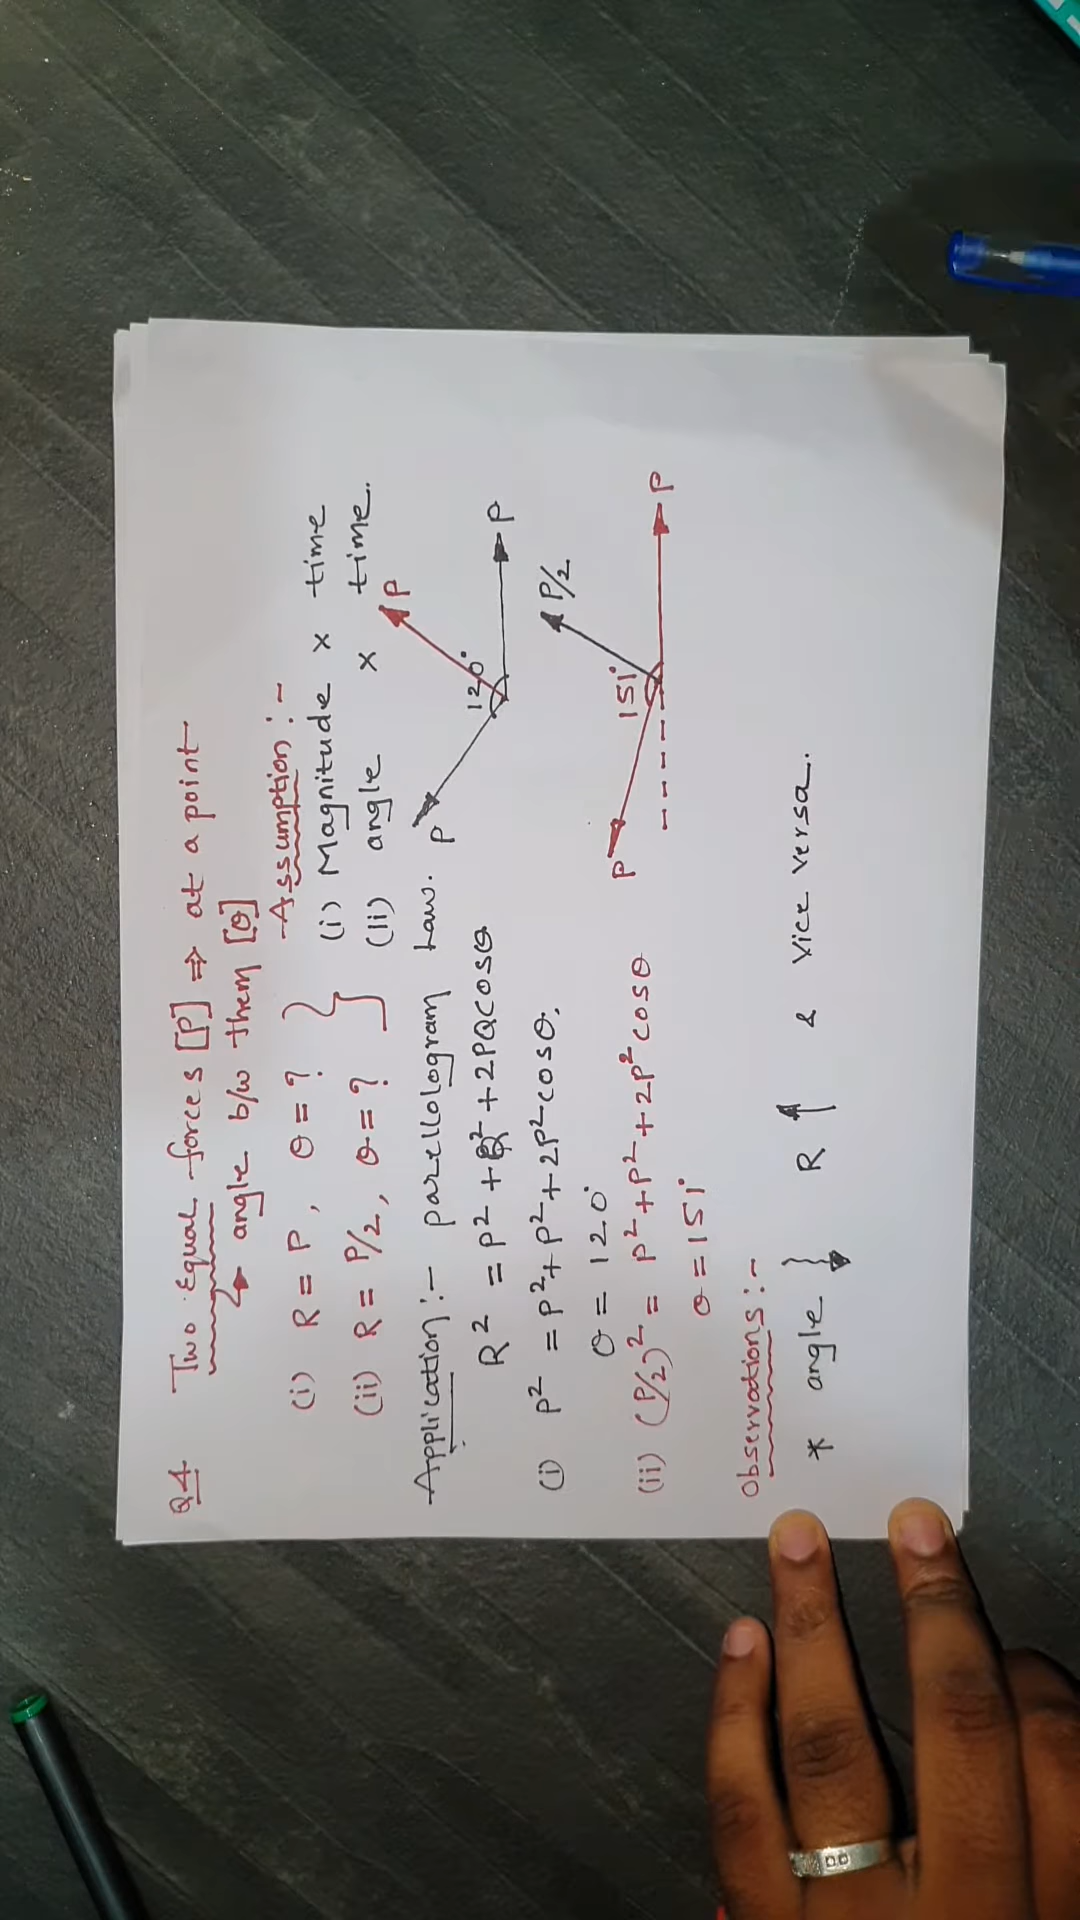 Q4 Two Equal forces [P] ⇒ at a point
angle b/w them [θ]
(i) R = P, θ = ?
(ii) R = P/2, θ = ?
Assumption :-
(i) Magnitude x time
(ii) angle x time.
Application :- parellologram Law.
R² = P² + Q² + 2PQCOSθ
(i) P² = P² + P² + 2P²COSθ.
θ = 120°
P
120°
P
P
(ii) (P/2)² = P² + P² + 2P²COSθ
θ = 151°
P
151°
P/2
P
Observations :-
* angle } ↓ R ↑ & Vice versa.